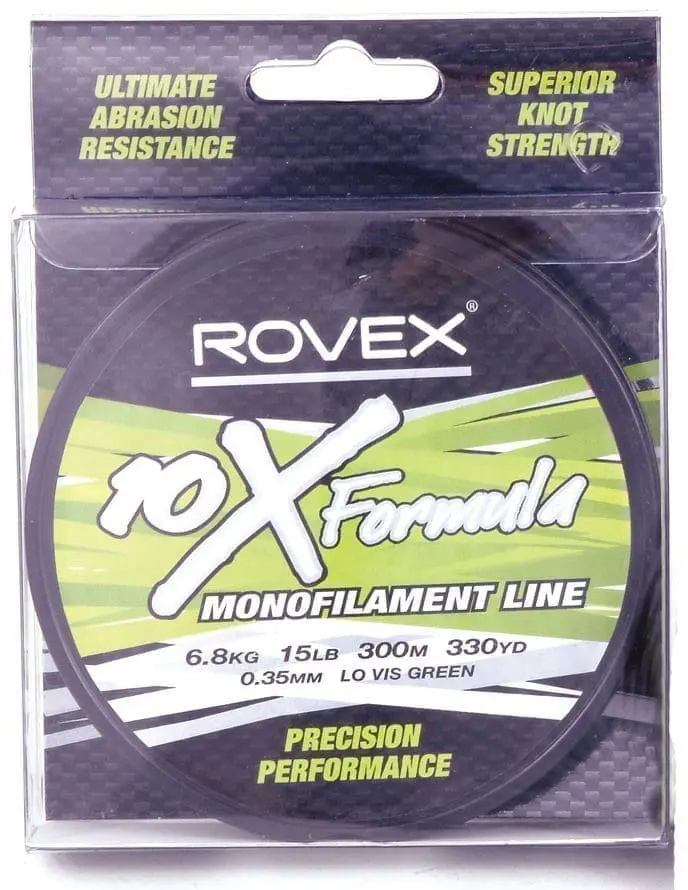 ULTIMATE
ABRASION
RESISTANCE
SUPERIOR
KNOT
STRENGTH
ROVEX®
10X Formula
MONOFILAMENT LINE
6.8KG 15LB 300M 330YD
0.35MM LO VIS GREEN
PRECISION
PERFORMANCE